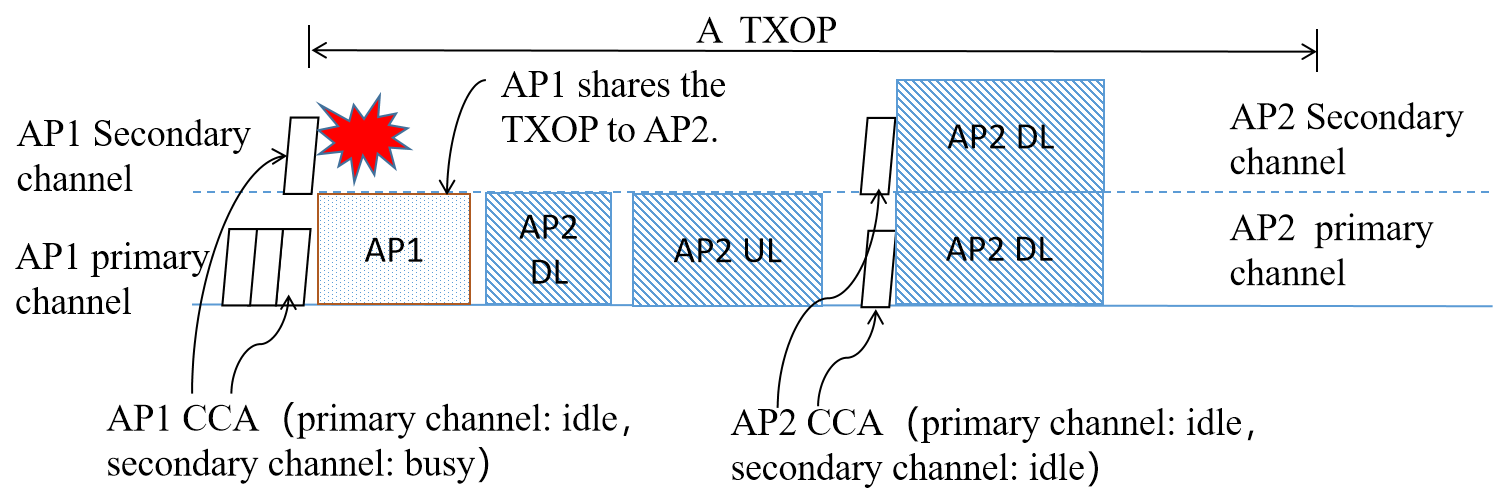 A TXOP
AP1 shares the
TXOP to AP2.
AP1 Secondary
channel
AP2 DL
AP2 Secondary
channel
AP1 primary
channel
AP1
AP2
DL
AP2 UL
AP2 DL
AP2 primary
channel
AP1 CCA（primary channel: idle，
secondary channel: busy）
AP2 CCA（primary channel: idle，
secondary channel: idle）